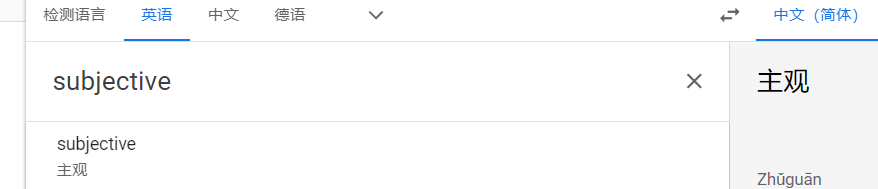 检测语言 英语 中文 德语 中文（简体）
subjective 主观
subjective
主观
Zhǔguān